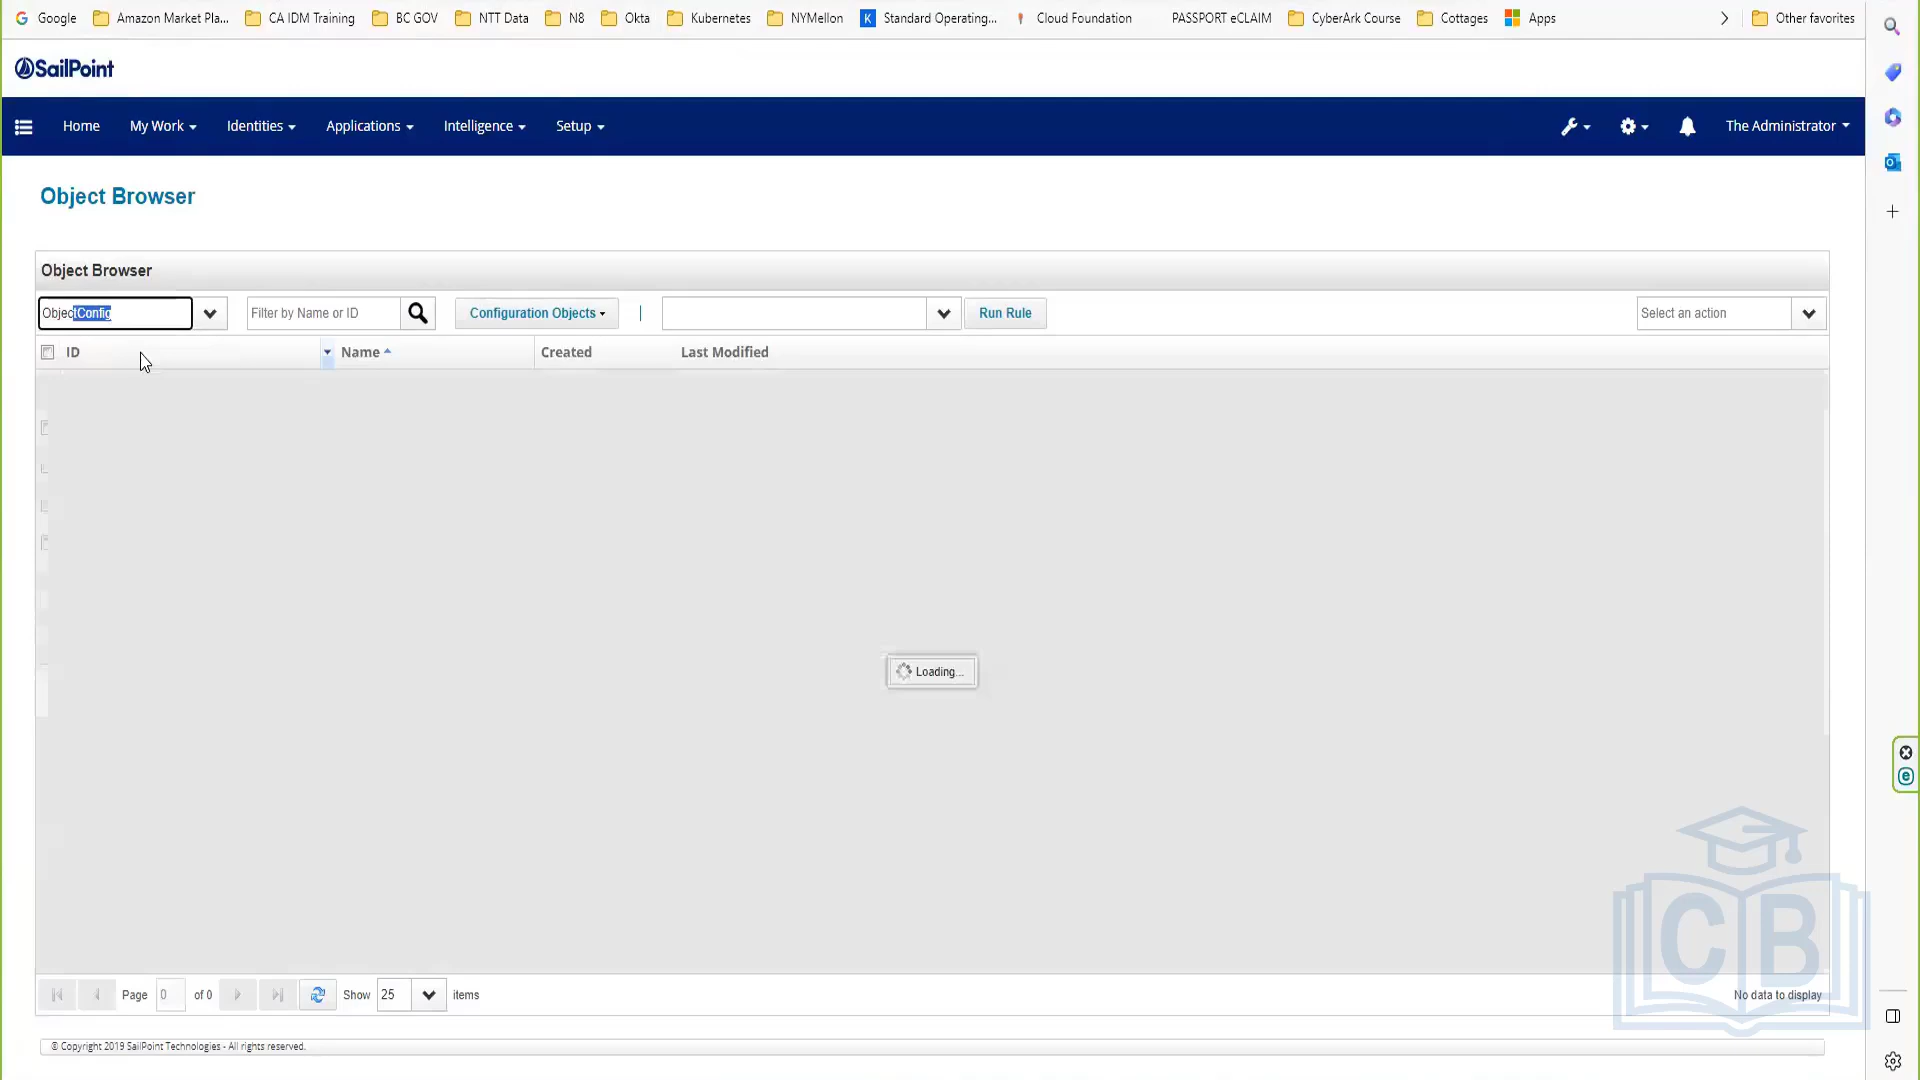 Google
Amazon Market Pla...
CA IDM Training
BC GOV
NTT Data
N8
Okta
Kubernetes
NYMellon
K
Standard Operating...
Cloud Foundation
PASSPORT eCLAIM
CyberArk Course
Cottages
Apps
Other favorites
SailPoint
Home
My Work
Identities
Applications
Intelligence
Setup
The Administrator
Object Browser
Object Browser
ObjectConfig
Filter by Name or ID
Configuration Objects
Run Rule
Select an action
ID
Name
Created
Last Modified
Loading...
Page
0
of 0
Show
25
items
No data to display
© Copyright 2019 SailPoint Technologies - All rights reserved.
CB